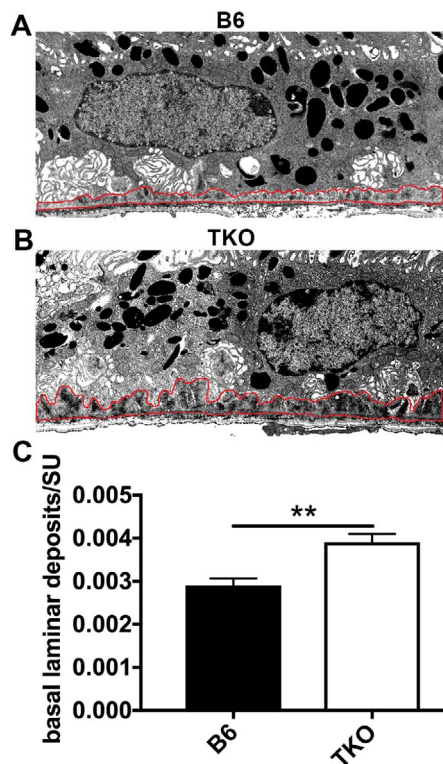 A
B6
B
TKO
C
basal laminar deposits/SU
0.005
0.004
0.003
0.002
0.001
0.000
**
B6
TKO